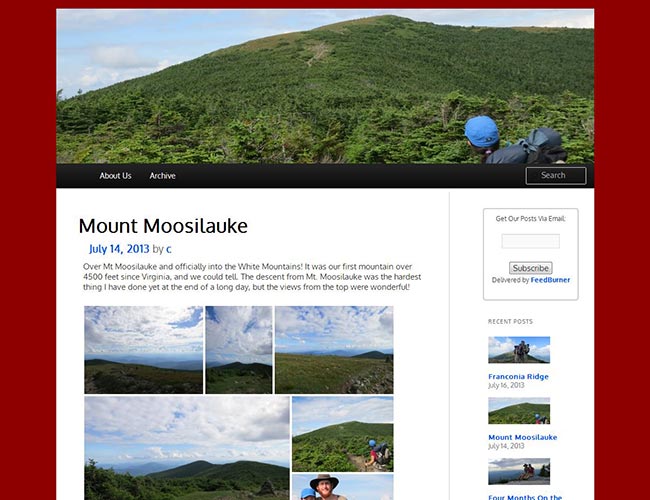 About Us
Archive
Search
Mount Moosilauke
July 14, 2013 by c
Over Mt Moosilauke and officially into the White Mountains! It was our first mountain over
4500 feet since Virginia, and we could tell. The descent from Mt. Moosilauke was the hardest
thing I have done yet at the end of a long day, but the views from the top were wonderful!
Get Our Posts Via Email:
Subscribe
Delivered by FeedBurner
RECENT POSTS
Franconia Ridge
July 16, 2013
Mount Moosilauke
July 14, 2013
Four Months On the